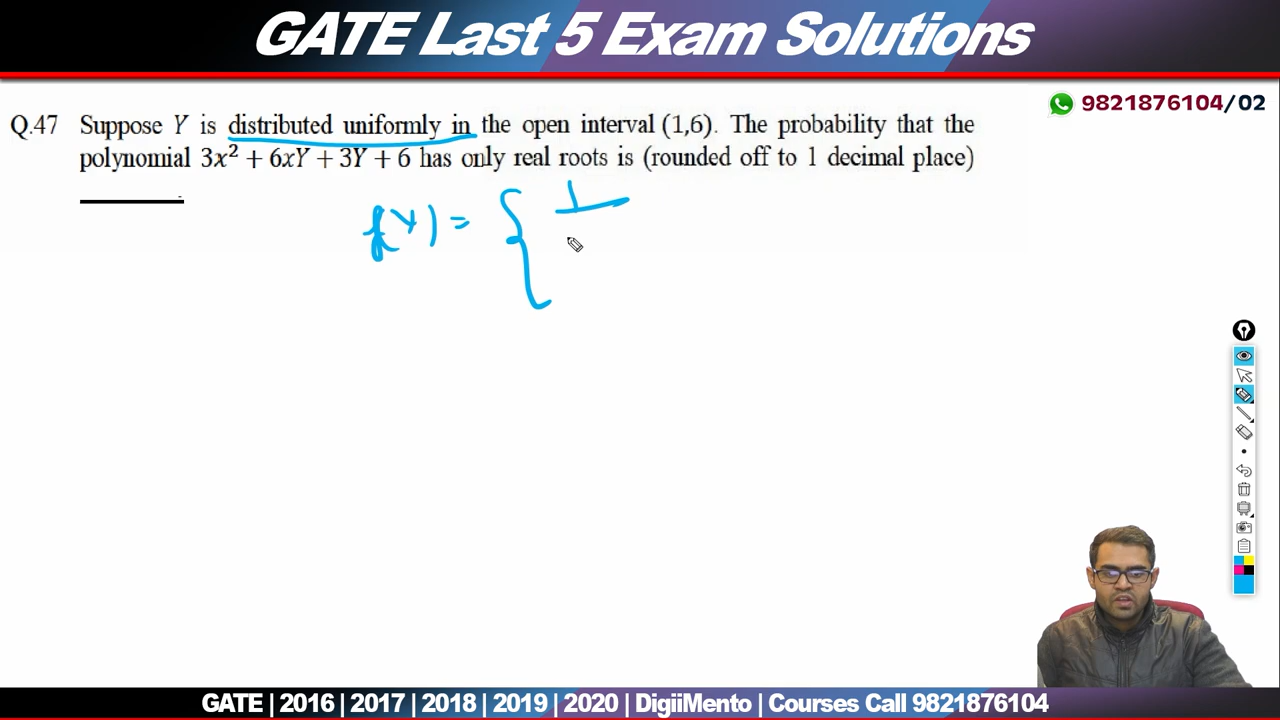 GATE Last 5 Exam Solutions
9821876104/02
Q.47 Suppose Y is distributed uniformly in the open interval (1,6). The probability that the
polynomial 3x² + 6xY + 3Y + 6 has only real roots is (rounded off to 1 decimal place)
f(Y) = { 1
GATE | 2016 | 2017 | 2018 | 2019 | 2020 | DigiiMento | Courses Call 9821876104